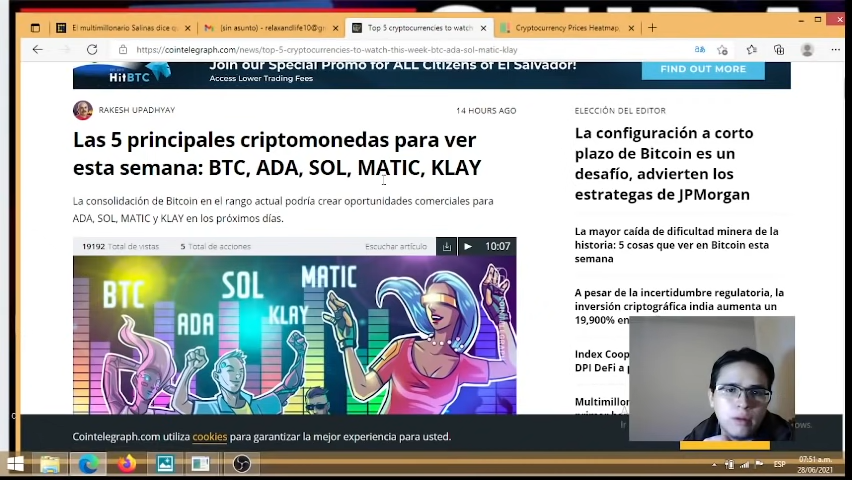 El multimillonario Salinas dice q
(sin asunto) - relaxandlife10@gr
Top 5 cryptocurrencies to watch
Cryptocurrency Prices Heatmap,
https://cointelegraph.com/news/top-5-cryptocurrencies-to-watch-this-week-btc-ada-sol-matic-klay
HitBTC
Join our Special Promo for ALL Citizens of El Salvador!
Access Lower Trading Fees
FIND OUT MORE
RAKESH UPADHYAY
14 HOURS AGO
Las 5 principales criptomonedas para ver
esta semana: BTC, ADA, SOL, MATIC, KLAY
La consolidación de Bitcoin en el rango actual podría crear oportunidades comerciales para
ADA, SOL, MATIC y KLAY en los próximos días.
19192 Total de vistas
5 Total de acciones
Escuchar artículo
10:07
BTC
ADA
SOL
KLAY
MATIC
ELECCIÓN DEL EDITOR
La configuración a corto
plazo de Bitcoin es un
desafío, advierten los
estrategas de JPMorgan
La mayor caída de dificultad minera de la
historia: 5 cosas que ver en Bitcoin esta
semana
A pesar de la incertidumbre regulatoria, la
inversión criptográfica india aumenta un
19,900% en
Index Coop
DPI DeFi a
Multimillon
Cointelegraph.com utiliza cookies para garantizar la mejor experiencia para usted.
ESP
07:51 a.m.
28/06/2021